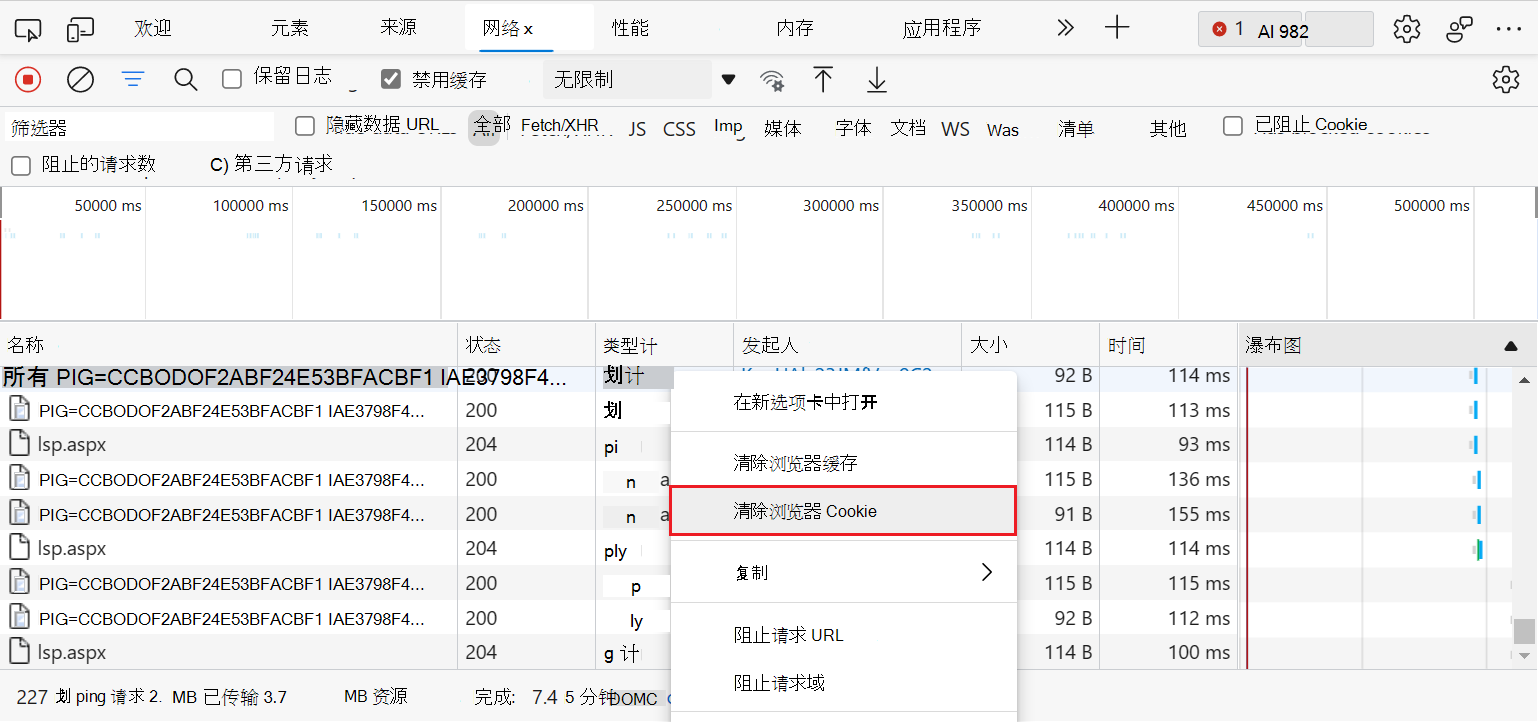 欢迎 元素 来源 网络 x 性能 内存 应用程序 1 AI 982
保留日志 禁用缓存 无限制
筛选器 隐藏数据 URL 全部 Fetch/XHR JS CSS Img 媒体 字体 文档 WS Was 清单 其他 已阻止 Cookie
阻止的请求数 C) 第三方请求
50000 ms 100000 ms 150000 ms 200000 ms 250000 ms 300000 ms 350000 ms 400000 ms 450000 ms 500000 ms
名称 状态 类型计 发起人 大小 时间 瀑布图
所有 PIG=CCBODOF2ABF24E53BFACBF1 IAE3798F4... 划计 92 B 114 ms
PIG=CCBODOF2ABF24E53BFACBF1 IAE3798F4... 200 划 115 B 113 ms
在新选项卡中打开
lsp.aspx 204 pi 114 B 93 ms
清除浏览器缓存
PIG=CCBODOF2ABF24E53BFACBF1 IAE3798F4... 200 n a 115 B 136 ms
PIG=CCBODOF2ABF24E53BFACBF1 IAE3798F4... 200 n a 91 B 155 ms
清除浏览器 Cookie
lsp.aspx 204 ply 114 B 114 ms
复制
PIG=CCBODOF2ABF24E53BFACBF1 IAE3798F4... 200 p 115 B 115 ms
PIG=CCBODOF2ABF24E53BFACBF1 IAE3798F4... 200 ly 92 B 112 ms
阻止请求 URL
lsp.aspx 204 g 计 114 B 100 ms
阻止请求域
227 划 ping 请求 2. MB 已传输 3.7 MB 资源 完成: 7.4 5 分钟 DOMC